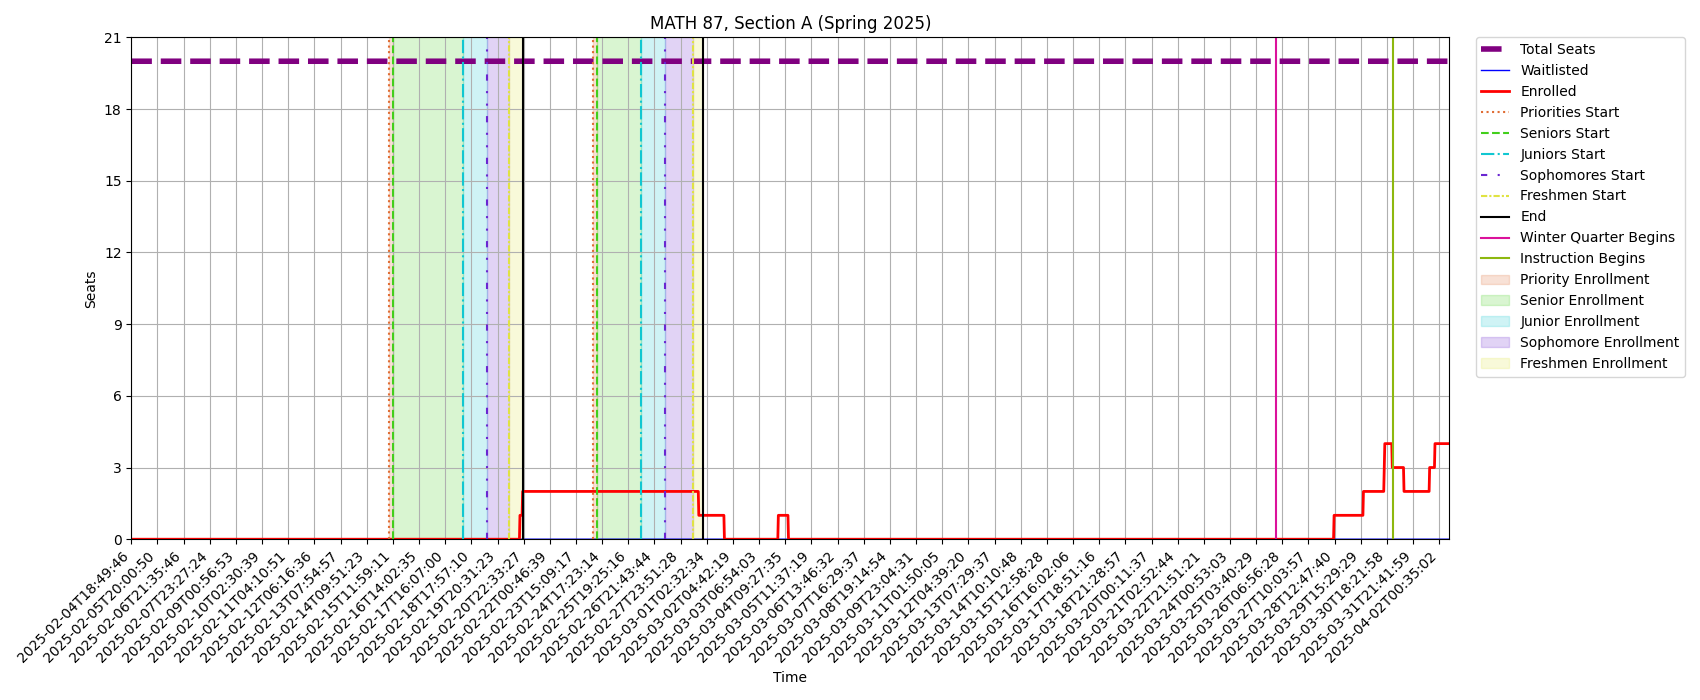 MATH 87, Section A (Spring 2025)
Seats
21
18
15
12
9
6
3
0
2025-02-04T18:49:46
2025-02-05T20:00:50
2025-02-06T21:35:46
2025-02-07T23:27:24
2025-02-09T00:56:53
2025-02-10T02:30:39
2025-02-11T04:10:51
2025-02-12T06:16:36
2025-02-13T07:54:57
2025-02-14T09:51:23
2025-02-15T11:59:11
2025-02-16T14:02:35
2025-02-17T16:07:00
2025-02-18T17:57:10
2025-02-19T20:31:23
2025-02-20T22:33:27
2025-02-22T00:46:39
2025-02-23T15:09:17
2025-02-24T17:23:14
2025-02-25T19:25:16
2025-02-26T21:43:44
2025-02-27T23:51:28
2025-03-01T02:32:34
2025-03-02T04:42:19
2025-03-03T06:54:03
2025-03-04T09:27:35
2025-03-05T11:37:19
2025-03-06T13:46:32
2025-03-07T16:29:37
2025-03-08T19:14:54
2025-03-09T23:04:31
2025-03-11T01:50:05
2025-03-12T04:39:20
2025-03-13T07:29:37
2025-03-14T10:10:48
2025-03-15T12:58:28
2025-03-16T16:02:06
2025-03-17T18:51:16
2025-03-18T21:28:57
2025-03-20T00:11:37
2025-03-21T02:52:44
2025-03-22T21:51:21
2025-03-24T00:53:03
2025-03-25T03:40:29
2025-03-26T06:56:28
2025-03-27T10:03:57
2025-03-28T12:47:40
2025-03-29T15:29:29
2025-03-30T18:21:58
2025-03-31T21:41:59
2025-04-02T00:35:02
Time
Total Seats
Waitlisted
Enrolled
Priorities Start
Seniors Start
Juniors Start
Sophomores Start
Freshmen Start
End
Winter Quarter Begins
Instruction Begins
Priority Enrollment
Senior Enrollment
Junior Enrollment
Sophomore Enrollment
Freshmen Enrollment